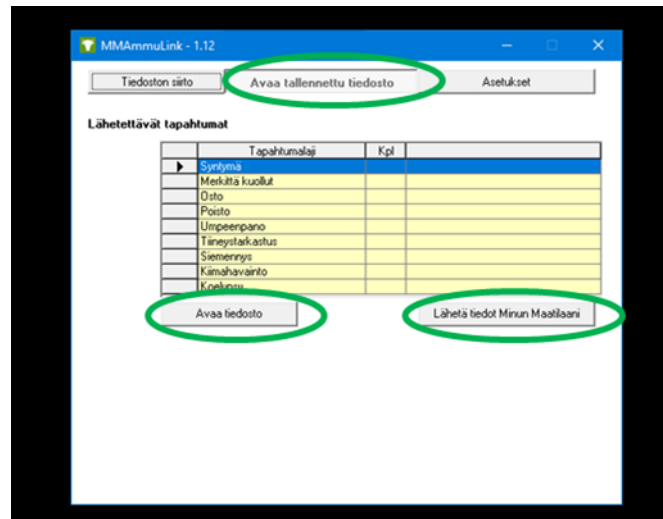 MMAmmuLink - 1.12
Tiedoston siirto Avaa tallennettu tiedosto Asetukset
Lähetettävät tapahtumat
Tapahtumalaji Kpl
Syntymä
Merkittä kuollut
Osto
Poisto
Umpeenpano
Tiineystarkastus
Siemennys
Kiimahavainto
Koelypsy
Avaa tiedosto Lähetä tiedot Minun Maatilaani